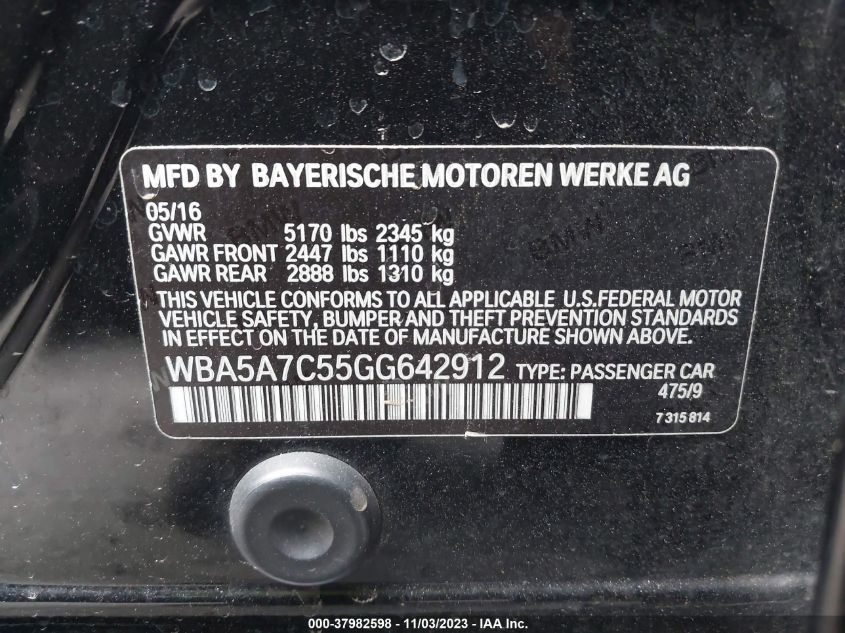 MFD BY BAYERISCHE MOTOREN WERKE AG
05/16
GVWR 5170 lbs 2345 kg
GAWR FRONT 2447 lbs 1110 kg
GAWR REAR 2888 lbs 1310 kg
THIS VEHICLE CONFORMS TO ALL APPLICABLE U.S.FEDERAL MOTOR
VEHICLE SAFETY, BUMPER AND THEFT PREVENTION STANDARDS
IN EFFECT ON THE DATE OF MANUFACTURE SHOWN ABOVE.
WBA5A7C55GG642912 TYPE: PASSENGER CAR
475/9
7 315 814
000-37982598 - 11/03/2023 - IAA Inc.